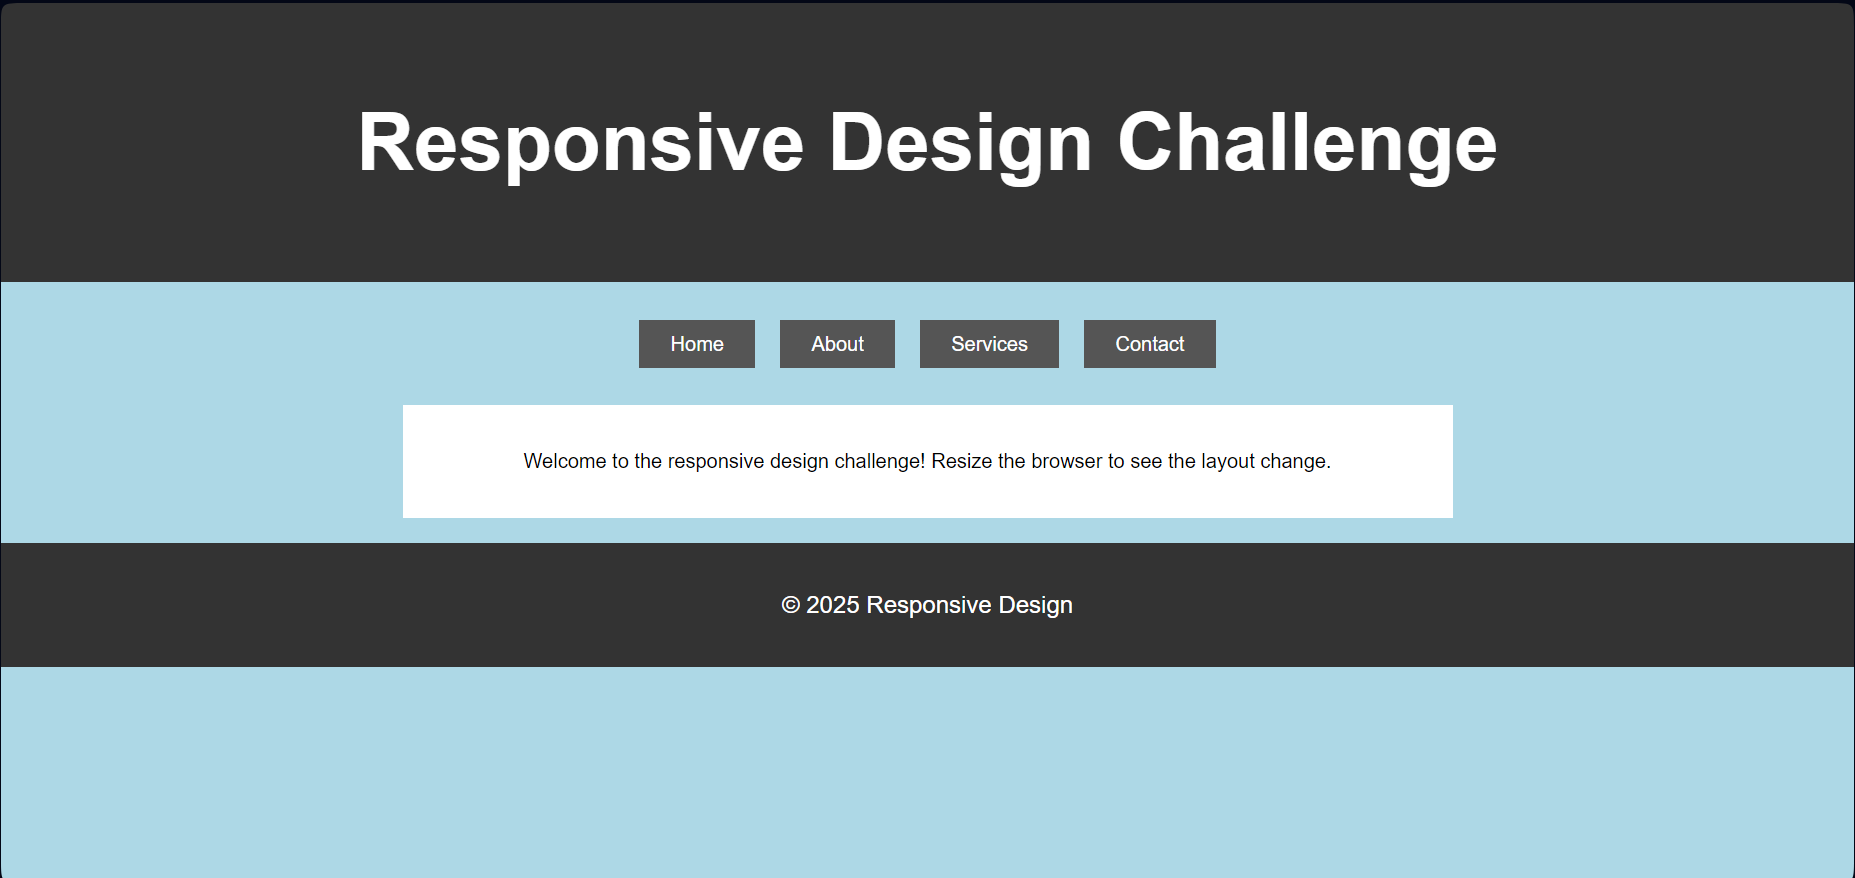 Responsive Design Challenge
Home About Services Contact
Welcome to the responsive design challenge! Resize the browser to see the layout change.
© 2025 Responsive Design